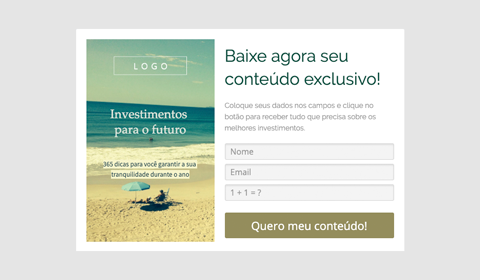 LOGO
Investimentos
para o futuro
365 dicas para você garantir a sua
tranquilidade durante o ano
Baixe agora seu
conteúdo exclusivo!
Coloque seus dados nos campos e clique no
botão para receber tudo que precisa sobre os
melhores investimentos.
Nome
Email
1 + 1 = ?
Quero meu conteúdo!